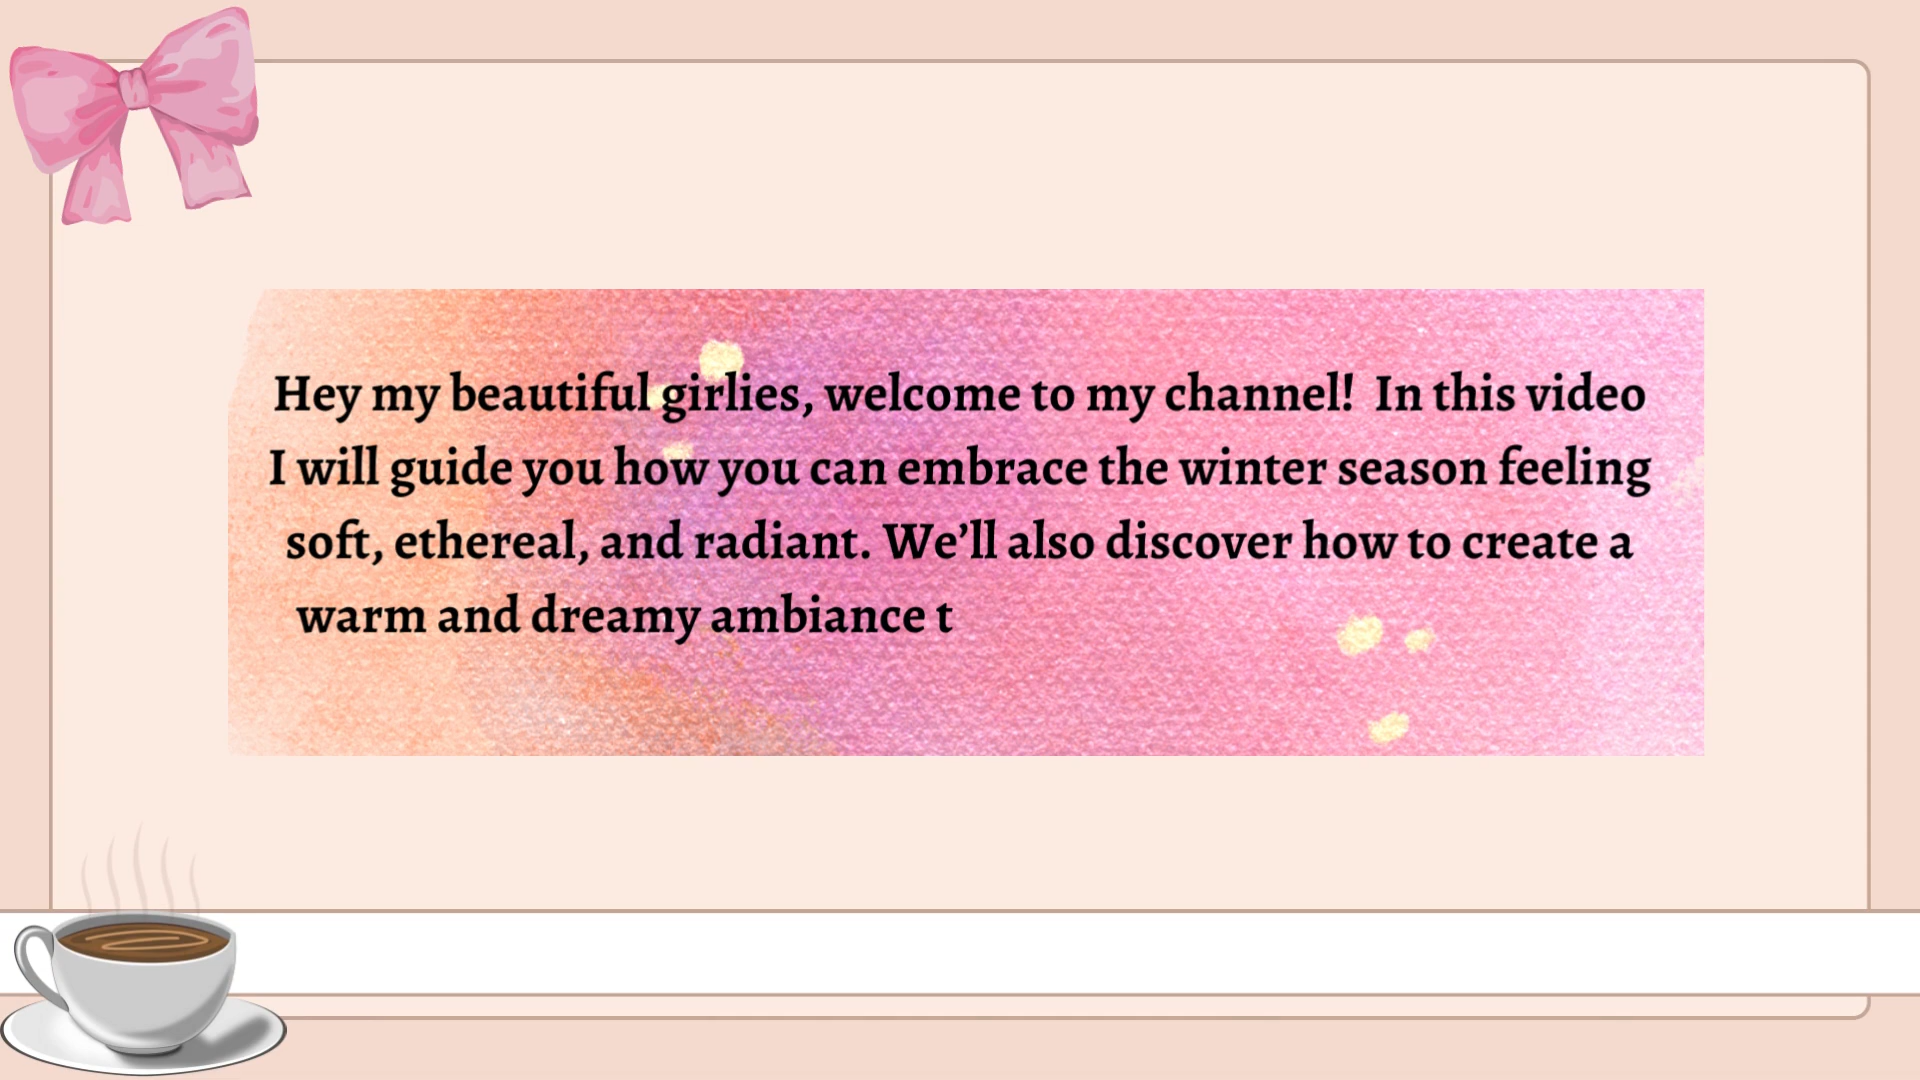 Hey my beautiful girlies, welcome to my channel!  In this video
I will guide you how you can embrace the winter season feeling
soft, ethereal, and radiant. We’ll also discover how to create a
warm and dreamy ambiance t